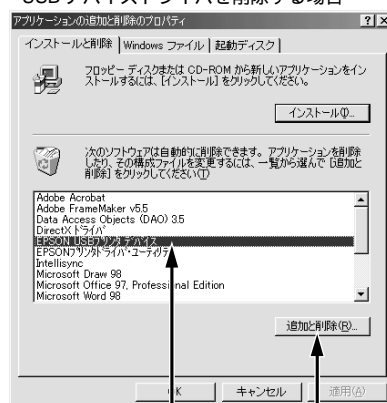 USBデバイスドライバを削除する場合
アプリケーションの追加と削除のプロパティ
インストールと削除 Windows ファイル 起動ディスク
フロッピー ディスクまたは CD-ROM から新しいアプリケーションをイン
ストールするには、[インストール] をクリックしてください。
インストール(I)...
次のソフトウェアは自動的に削除できます。アプリケーションを削除
したり、その構成ファイルを変更するには、一覧から選んで [追加と
削除] をクリックしてください(T)
Adobe Acrobat
Adobe FrameMaker v5.5
Data Access Objects (DAO) 3.5
DirectX ドライバ
EPSON USBプリンタデバイス
EPSONプリンタドライバ・ユーティリティ
Intellisync
Microsoft Draw 98
Microsoft Office 97, Professional Edition
Microsoft Word 98
追加と削除(R)...
OK キャンセル 適用(A)